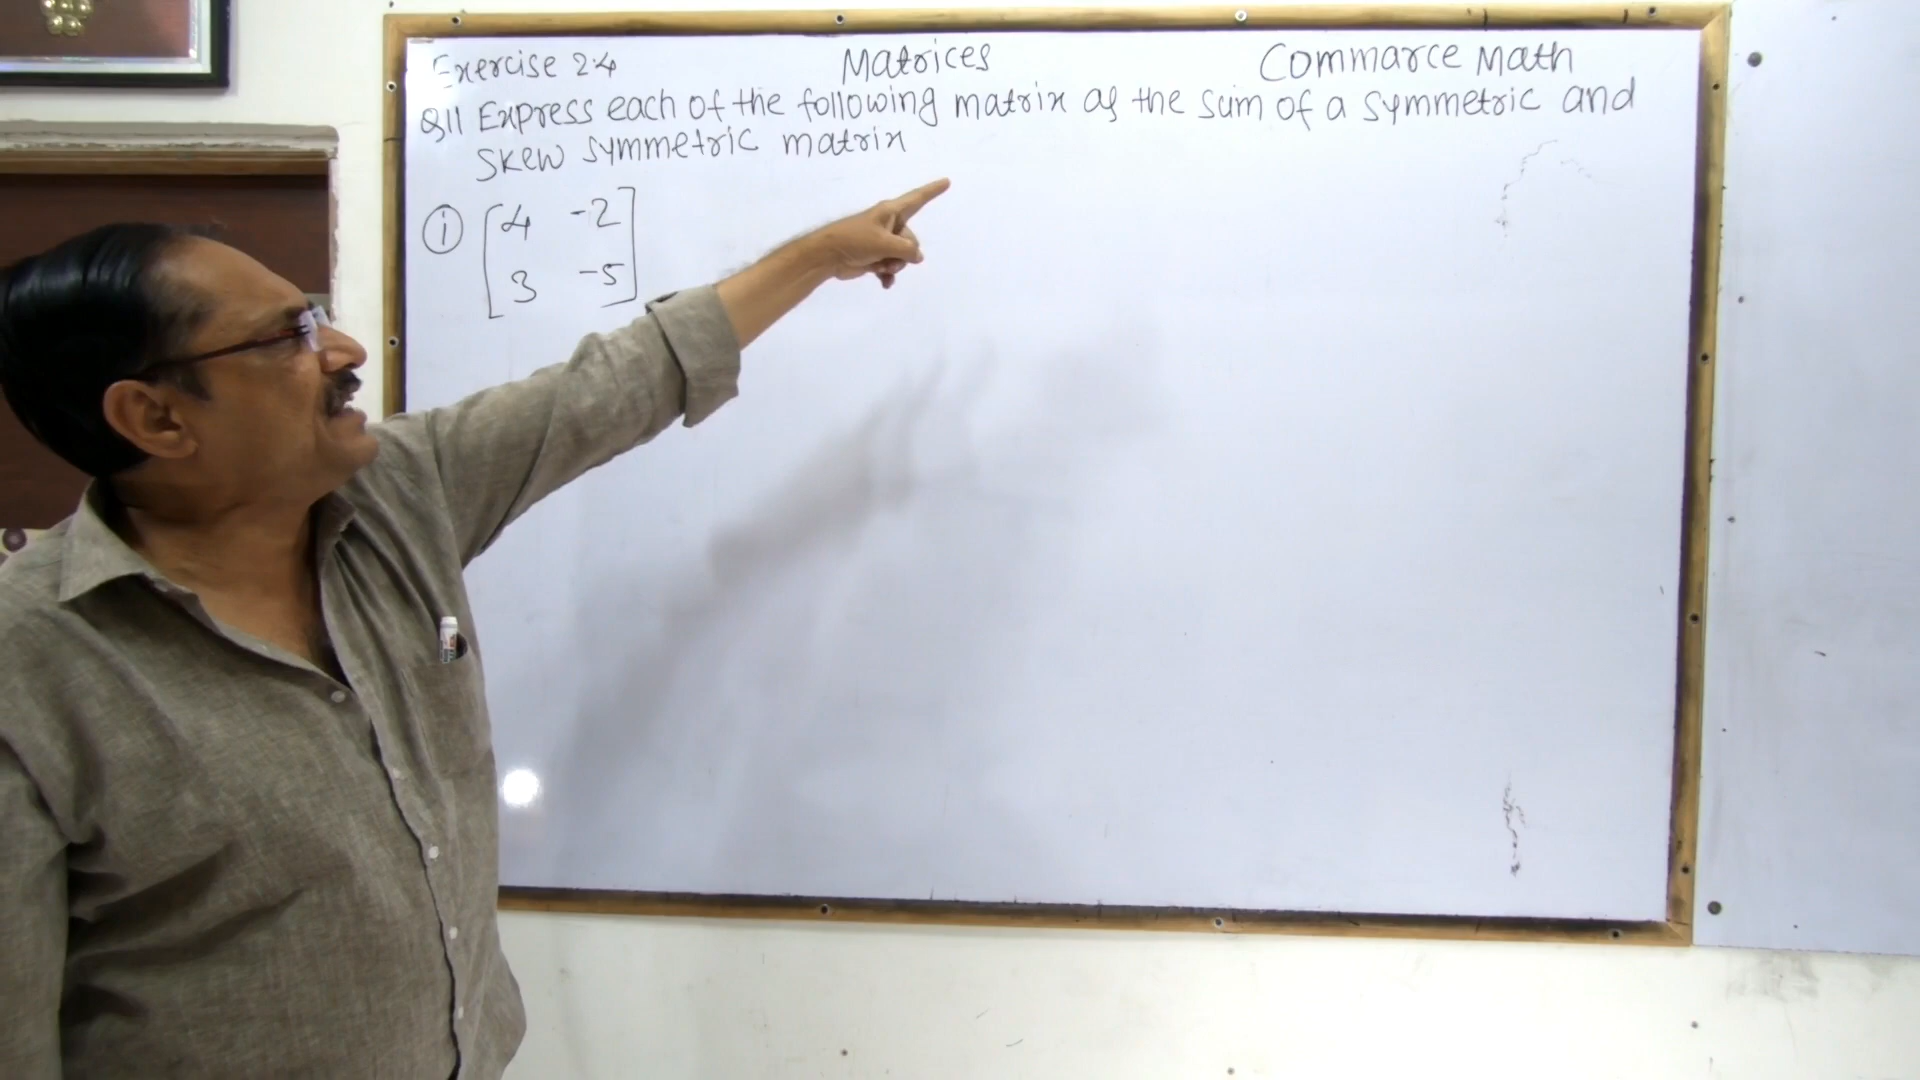 Exercise 2.4 Matrices Commarce Math
Q11 Express each of the following matrix as the sum of a symmetric and
skew symmetric matrix
(i) [4 -2
3 -5]